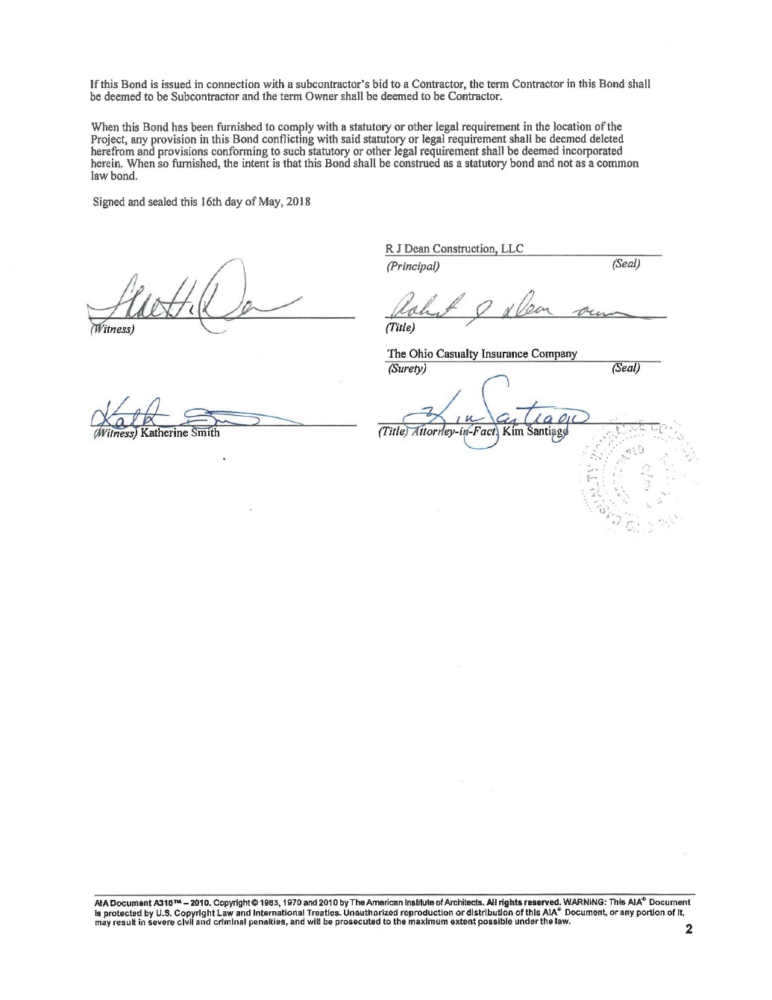 If this Bond is issued in connection with a subcontractor's bid to a Contractor, the term Contractor in this Bond shall
be deemed to be Subcontractor and the term Owner shall be deemed to be Contractor.
When this Bond has been furnished to comply with a statutory or other legal requirement in the location of the
Project, any provision in this Bond conflicting with said statutory or legal requirement shall be deemed deleted
herefrom and provisions conforming to such statutory or other legal requirement shall be deemed incorporated
herein. When so furnished, the intent is that this Bond shall be construed as a statutory bond and not as a common
law bond.
Signed and sealed this 16th day of May, 2018
R J Dean Construction, LLC
(Principal) (Seal)
Robert J Dean owner
(Witness) (Title)
The Ohio Casualty Insurance Company
(Surety) (Seal)
Kim Santiago
(Witness) Katherine Smith (Title) Attorney-in-Fact Kim Santiago
AIA Document A310™ – 2010. Copyright © 1963, 1970 and 2010 by The American Institute of Architects. All rights reserved. WARNING: This AIA® Document
is protected by U.S. Copyright Law and International Treaties. Unauthorized reproduction or distribution of this AIA® Document, or any portion of it,
may result in severe civil and criminal penalties, and will be prosecuted to the maximum extent possible under the law.
2